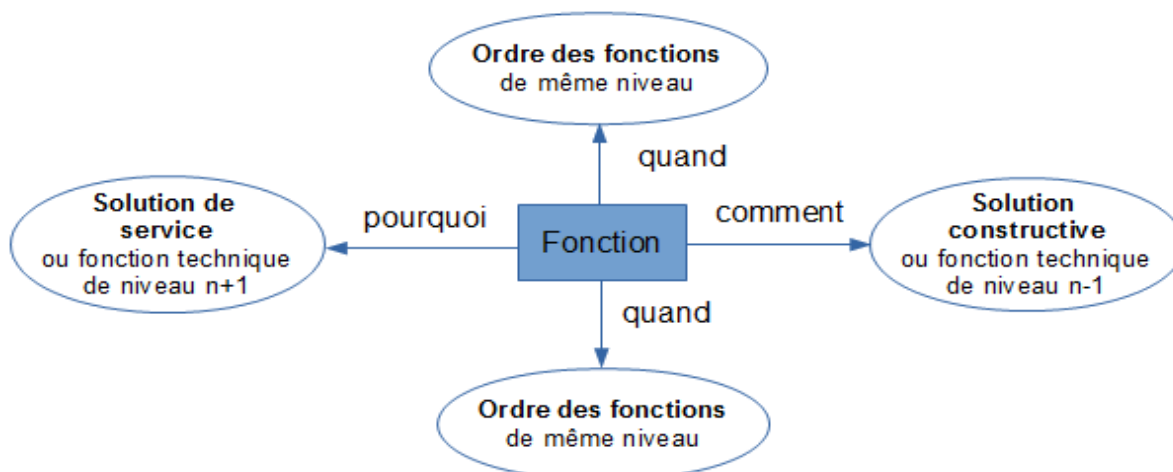 Ordre des fonctions
de même niveau
quand
Solution de
service
ou fonction technique
de niveau n+1
pourquoi
Fonction
comment
Solution
constructive
ou fonction technique
de niveau n-1
quand
Ordre des fonctions
de même niveau